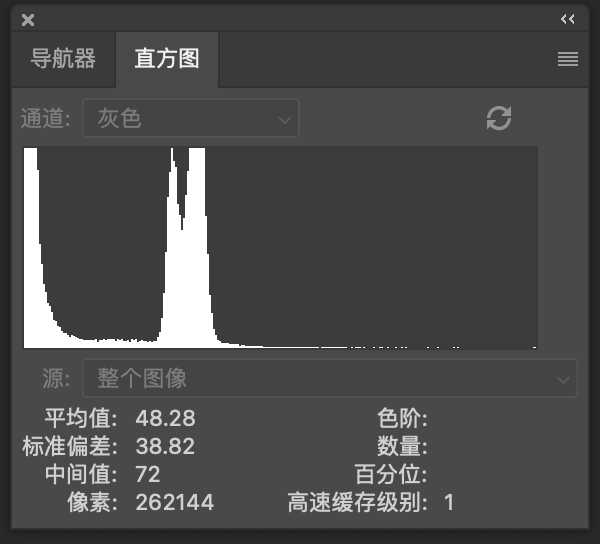 导航器 直方图
通道: 灰色
源: 整个图像
平均值: 48.28 色阶:
标准偏差: 38.82 数量:
中间值: 72 百分位:
像素: 262144 高速缓存级别: 1